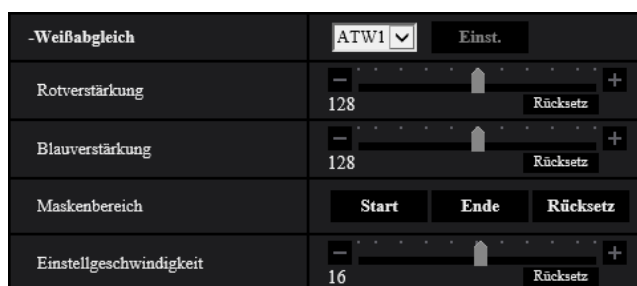 -Weißabgleich ATW1 Einst.
Rotverstärkung − +
128 Rücksetz
Blauverstärkung − +
128 Rücksetz
Maskenbereich Start Ende Rücksetz
Einstellgeschwindigkeit − +
16 Rücksetz